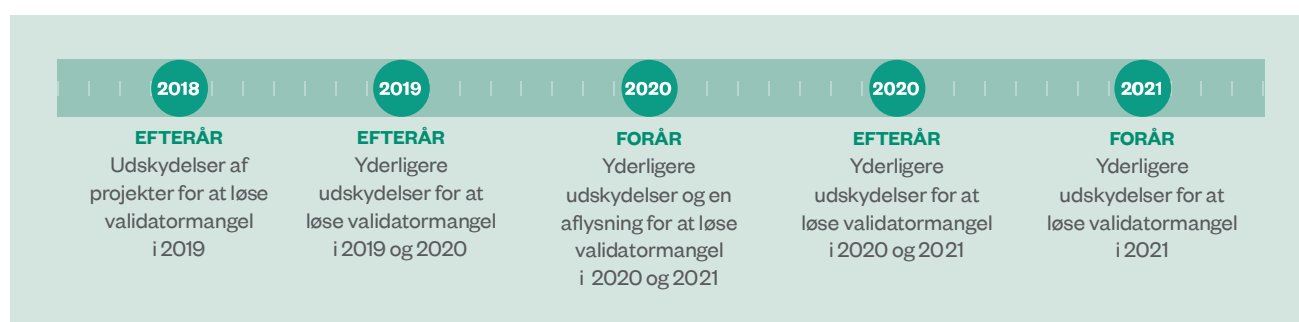 2018
EFTERÅR
Udskydelser af
projekter for at løse
validatormangel
i 2019
2019
EFTERÅR
Yderligere
udskydelser for at
løse validatormangel
i 2019 og 2020
2020
FORÅR
Yderligere
udskydelser og en
aflysning for at løse
validatormangel
i 2020 og 2021
2020
EFTERÅR
Yderligere
udskydelser for at
løse validatormangel
i 2020 og 2021
2021
FORÅR
Yderligere
udskydelser for at
løse validatormangel
i 2021